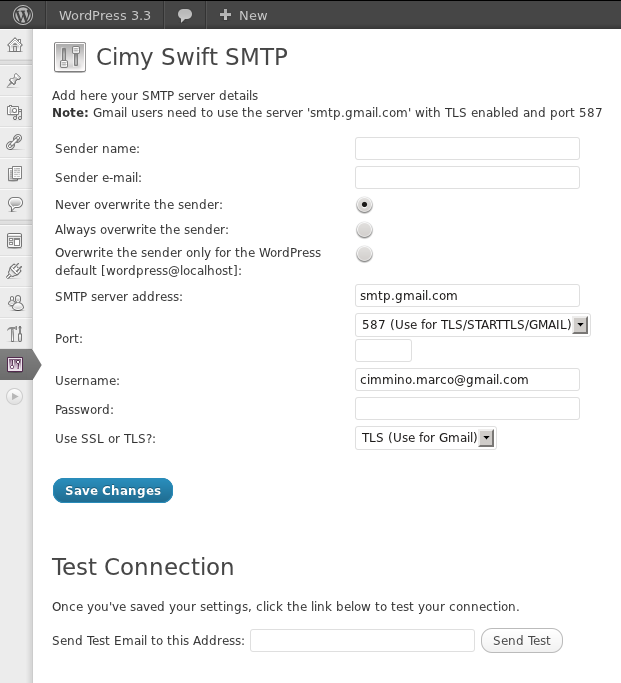 WordPress 3.3
New
Cimy Swift SMTP
Add here your SMTP server details
Note: Gmail users need to use the server 'smtp.gmail.com' with TLS enabled and port 587
Sender name:
Sender e-mail:
Never overwrite the sender:
Always overwrite the sender:
Overwrite the sender only for the WordPress
default [wordpress@localhost]:
SMTP server address: smtp.gmail.com
Port: 587 (Use for TLS/STARTTLS/GMAIL)
Username: cimmino.marco@gmail.com
Password:
Use SSL or TLS?: TLS (Use for Gmail)
Save Changes
Test Connection
Once you've saved your settings, click the link below to test your connection.
Send Test Email to this Address: Send Test